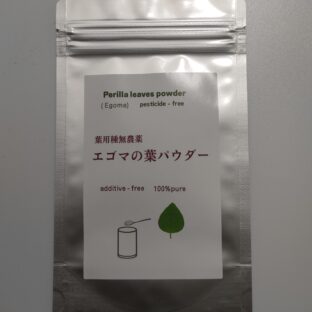 Perilla leaves powder
(Egoma) pesticide-free
葉用種無農薬
エゴマの葉パウダー
additive-free 100%pure